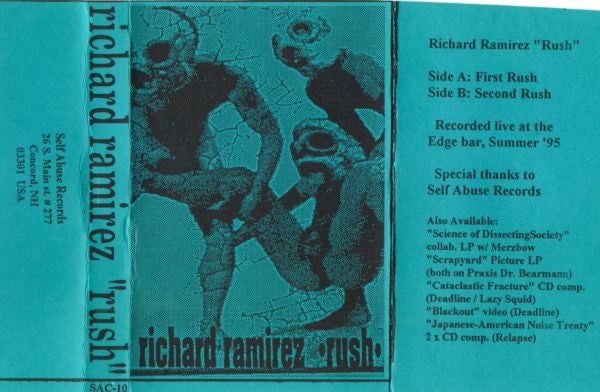 Self Abuse Records
26 S. Main st. # 277
Concord, NH
03301 USA
richard ramirez "rush"
SAC-10
richard ramirez •rush•
Richard Ramirez "Rush"
Side A: First Rush
Side B: Second Rush
Recorded live at the
Edge bar, Summer '95
Special thanks to
Self Abuse Records
Also Available:
"Science of DissectingSociety"
collab. LP w/ Merzbow
"Scrapyard" Picture LP
(both on Praxis Dr. Bearmann)
"Cataclastic Fracture" CD comp.
(Deadline / Lazy Squid)
"Blackout" video (Deadline)
"Japanese-American Noise Treaty"
2 x CD comp. (Relapse)